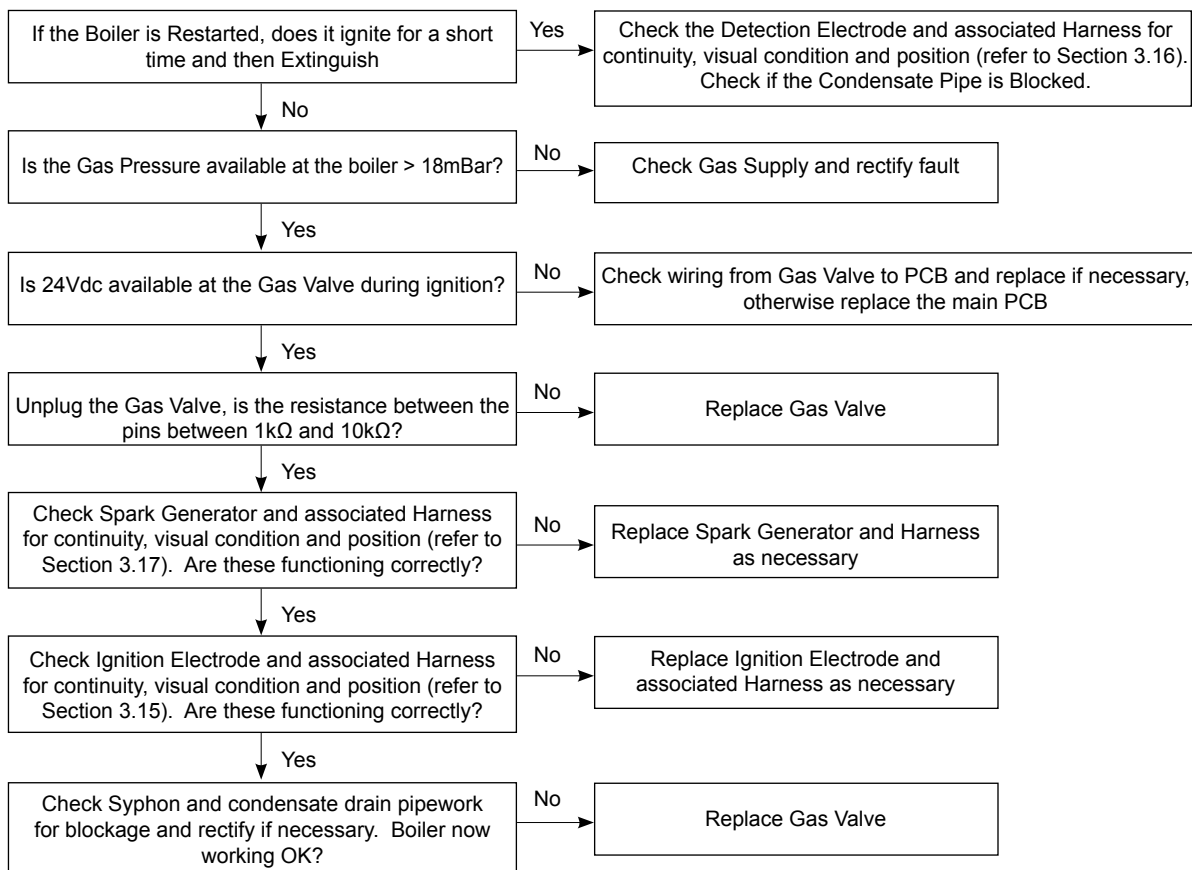 If the Boiler is Restarted, does it ignite for a short
time and then Extinguish
Yes
Check the Detection Electrode and associated Harness for
continuity, visual condition and position (refer to Section 3.16).
Check if the Condensate Pipe is Blocked.
No
Is the Gas Pressure available at the boiler > 18mBar?
No
Check Gas Supply and rectify fault
Yes
Is 24Vdc available at the Gas Valve during ignition?
No
Check wiring from Gas Valve to PCB and replace if necessary,
otherwise replace the main PCB
Yes
Unplug the Gas Valve, is the resistance between the
pins between 1kΩ and 10kΩ?
No
Replace Gas Valve
Yes
Check Spark Generator and associated Harness
for continuity, visual condition and position (refer to
Section 3.17).  Are these functioning correctly?
No
Replace Spark Generator and Harness
as necessary
Yes
Check Ignition Electrode and associated Harness
for continuity, visual condition and position (refer to
Section 3.15).  Are these functioning correctly?
No
Replace Ignition Electrode and
associated Harness as necessary
Yes
Check Syphon and condensate drain pipework
for blockage and rectify if necessary.  Boiler now
working OK?
No
Replace Gas Valve